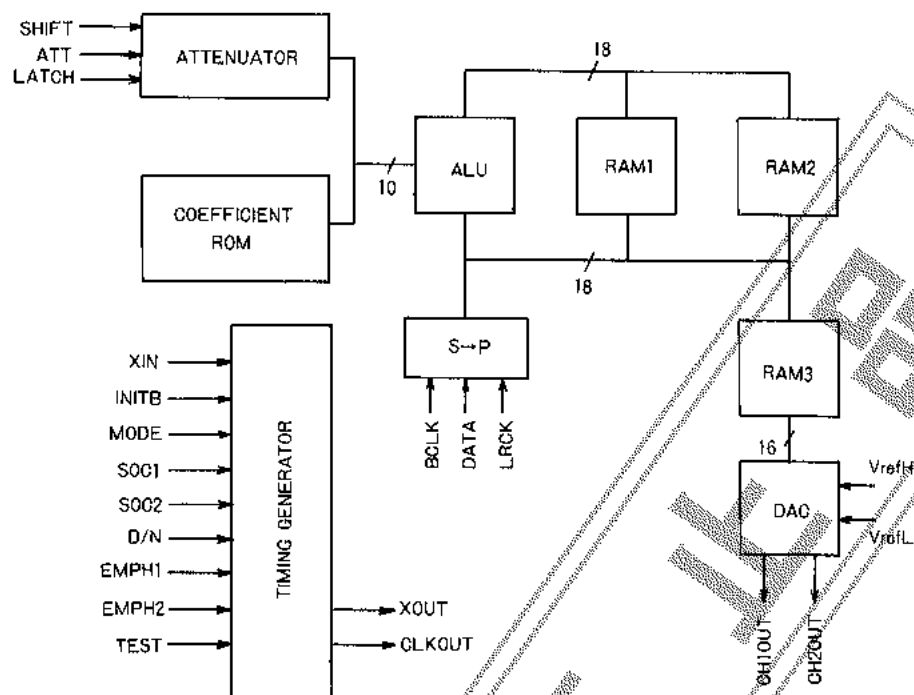 SHIFT
ATT
LATCH
ATTENUATOR
COEFFICIENT
ROM
10
18
ALU
RAM1
RAM2
18
S→P
BCLK
DATA
LRCK
RAM3
16
DAC
VrefH
VrefL
CH1OUT
CH2OUT
XIN
INITB
MODE
SOC1
SOC2
D/N
EMPH1
EMPH2
TEST
TIMING GENERATOR
XOUT
CLKOUT